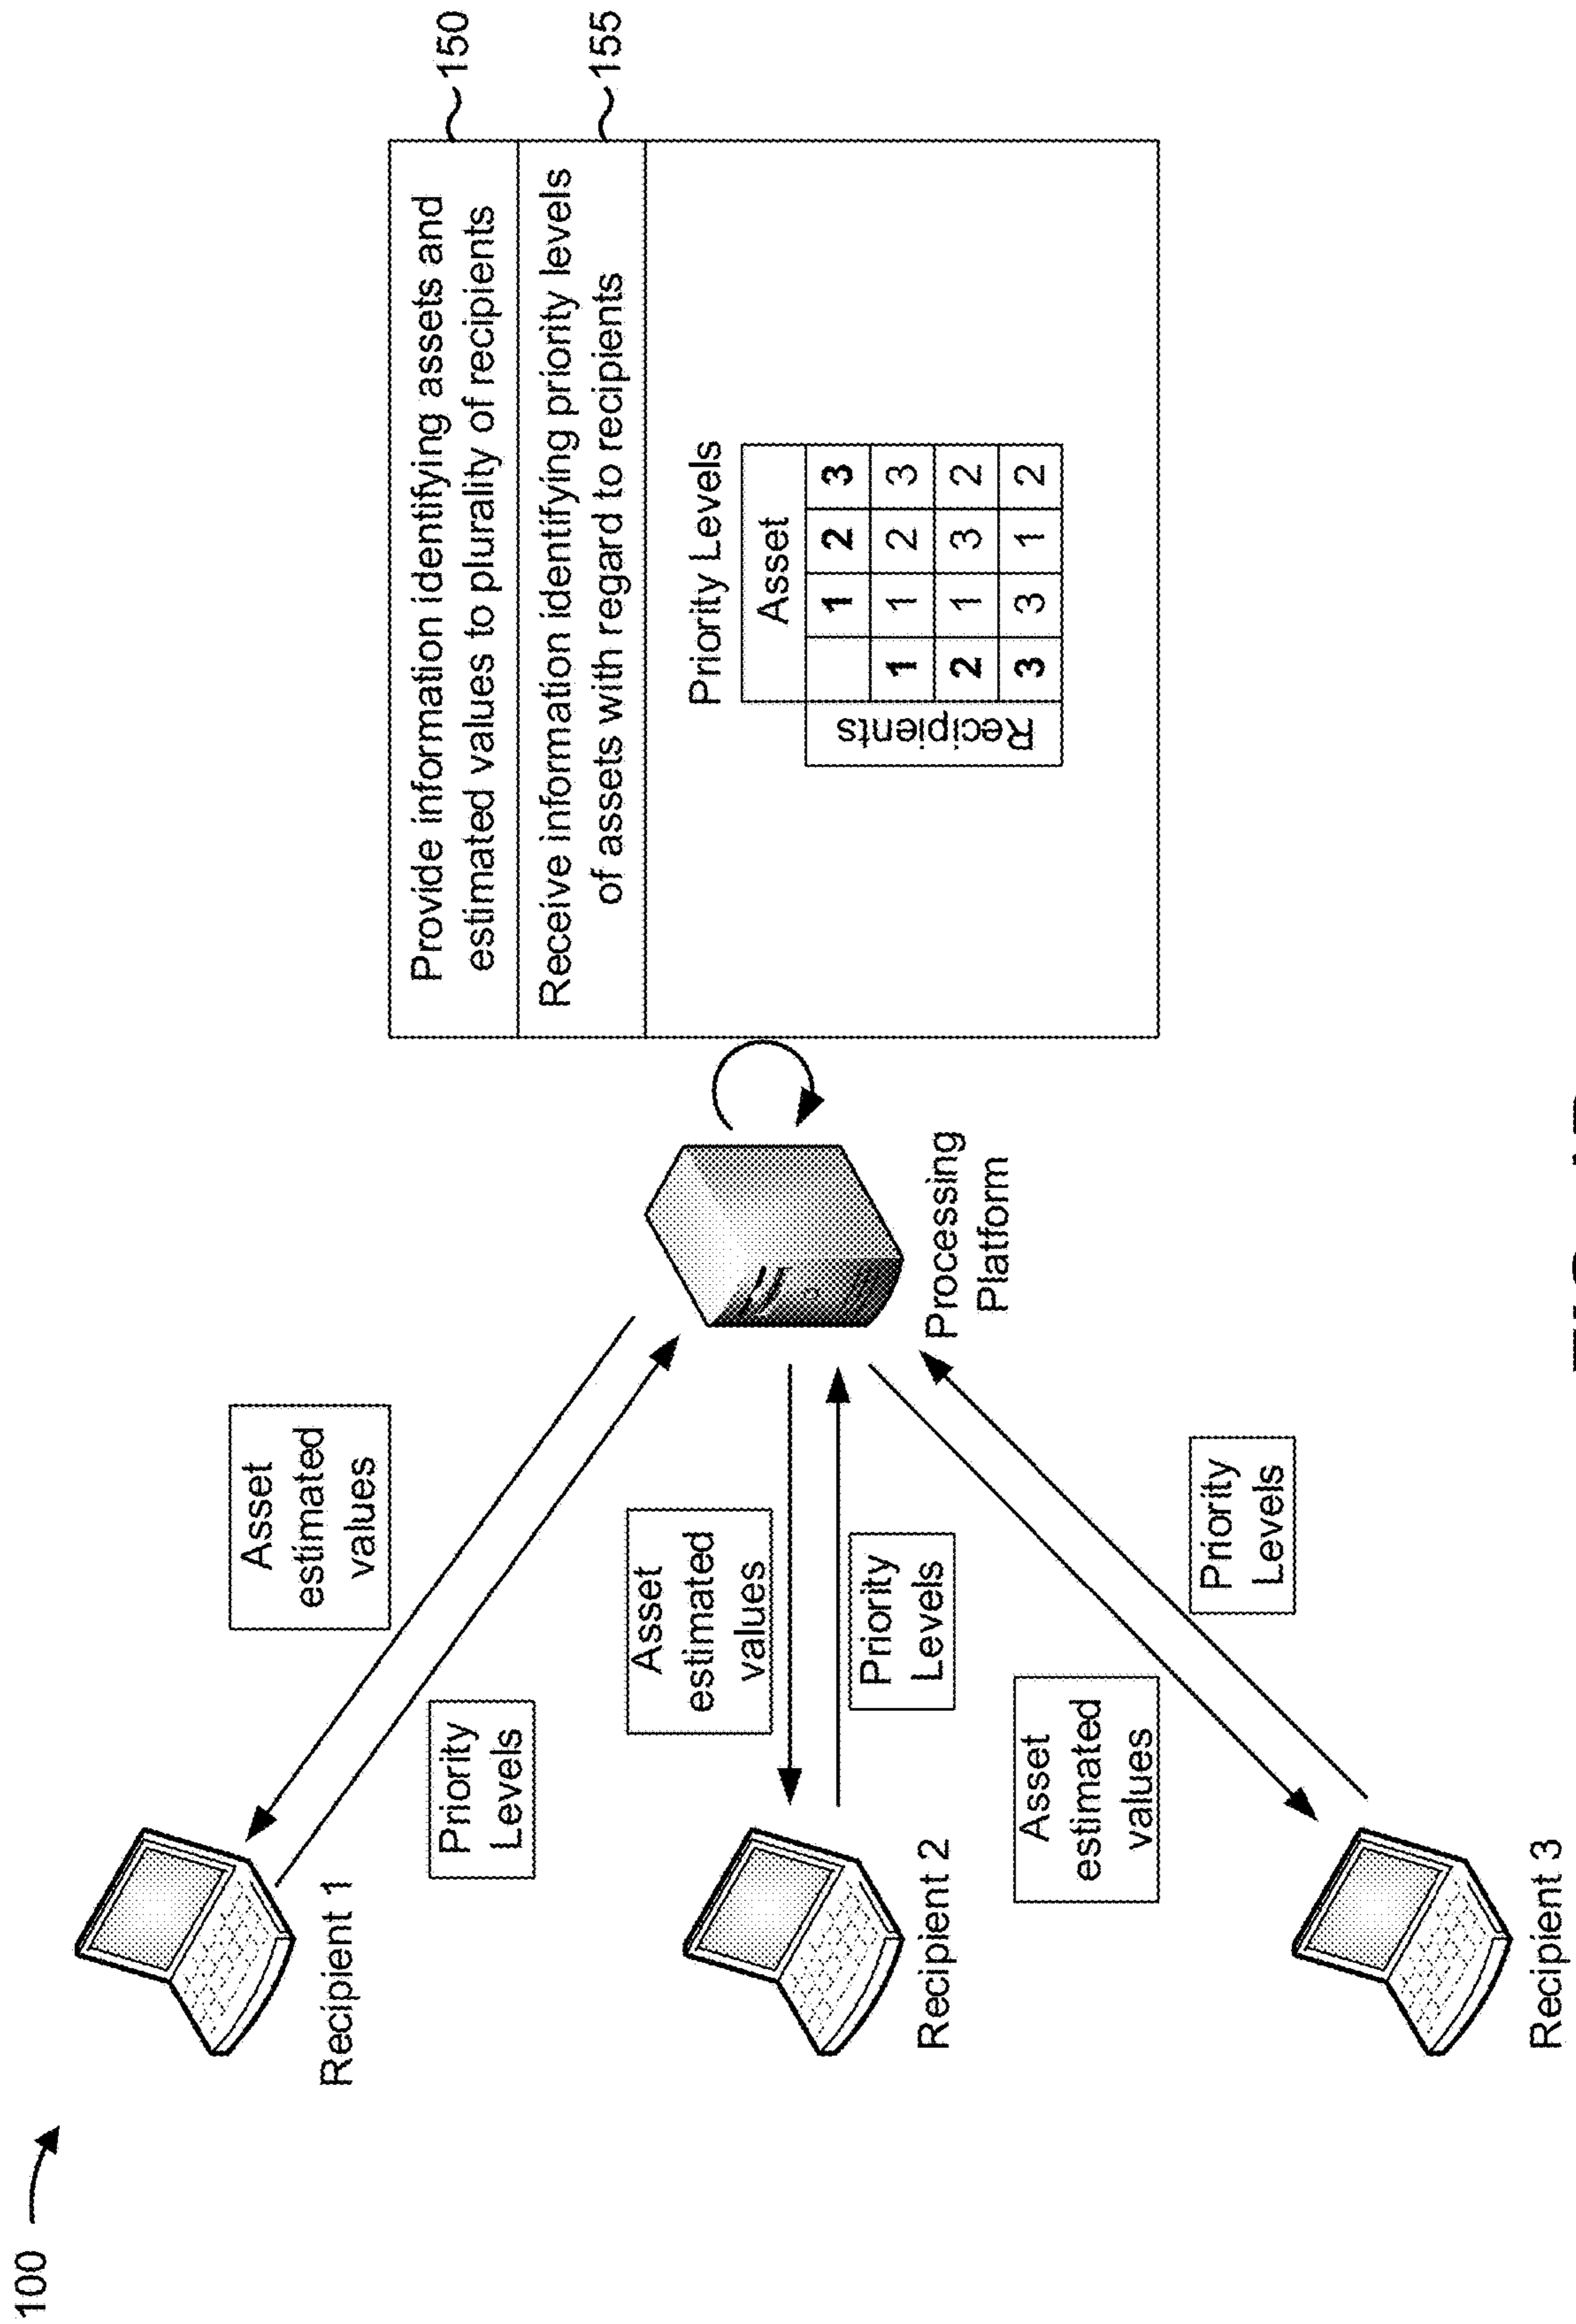 100
Recipient 1
Asset
estimated
values
Priority
Levels
Recipient 2
Asset
estimated
values
Priority
Levels
Recipient 3
Asset
estimated
values
Priority
Levels
Processing
Platform
Provide information identifying assets and
estimated values to plurality of recipients
150
Receive information identifying priority levels
of assets with regard to recipients
155
Priority Levels
Asset
Recipients
1 2 3
1 1 2 3
2 1 3 2
3 3 1 2